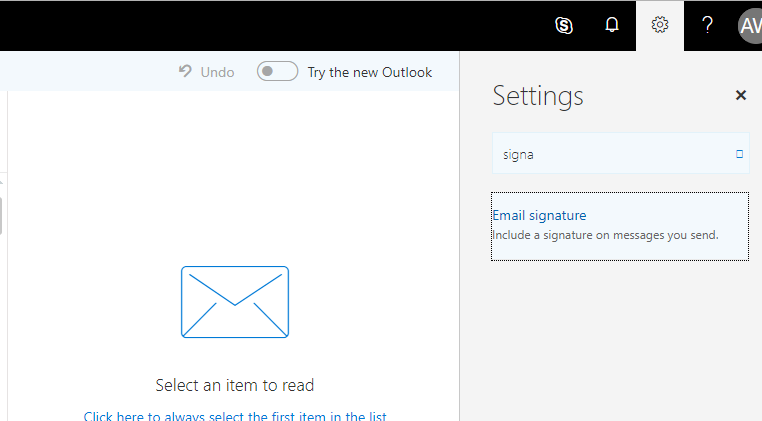 S
?
AV
Undo
Try the new Outlook
Settings
signa
Email signature
Include a signature on messages you send.
Select an item to read
Click here to always select the first item in the list